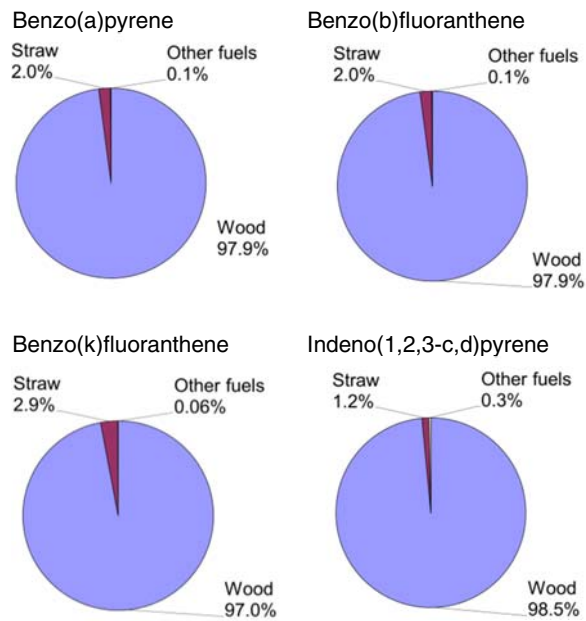 Benzo(a)pyrene
Straw
2.0%
Other fuels
0.1%
Wood
97.9%
Benzo(b)fluoranthene
Straw
2.0%
Other fuels
0.1%
Wood
97.9%
Benzo(k)fluoranthene
Straw
2.9%
Other fuels
0.06%
Wood
97.0%
Indeno(1,2,3-c,d)pyrene
Straw
1.2%
Other fuels
0.3%
Wood
98.5%